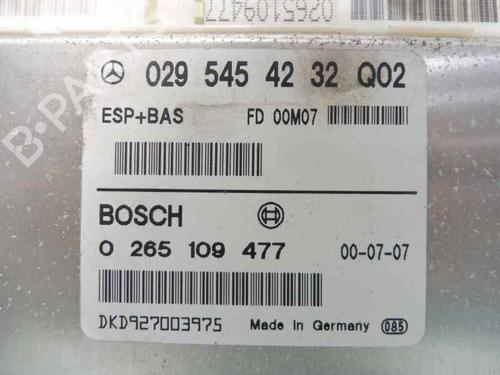 0265109477
029 545 42 32 Q02
ESP+BAS FD 00M07
BOSCH
0 265 109 477 00-07-07
DKD927003975 Made in Germany 085